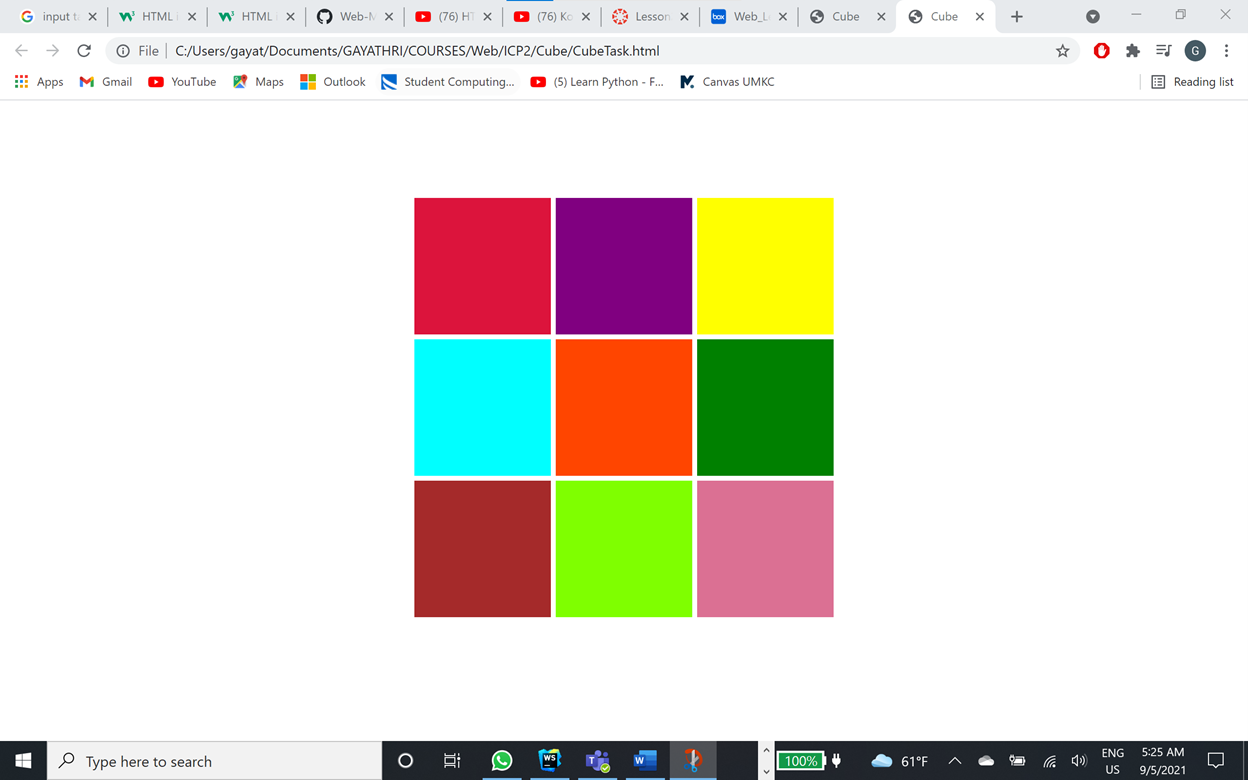 input ta HTML HTML Web-M (76) HT (76) Ko Lesson Web_L Cube Cube
File C:/Users/gayat/Documents/GAYATHRI/COURSES/Web/ICP2/Cube/CubeTask.html G
Apps Gmail YouTube Maps Outlook Student Computing... (5) Learn Python - F... Canvas UMKC Reading list
Type here to search 100% 61°F ENG US 5:25 AM 9/5/2021